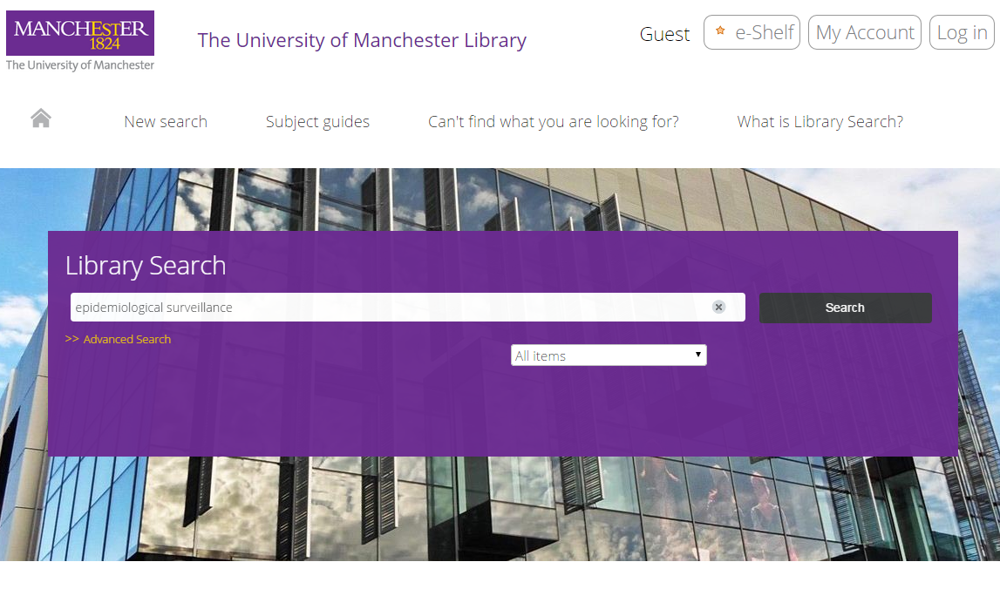 MANCHESTER
1824
The University of Manchester
The University of Manchester Library
Guest
e-Shelf
My Account
Log in
New search
Subject guides
Can't find what you are looking for?
What is Library Search?
Library Search
epidemiological surveillance
Search
>> Advanced Search
All items